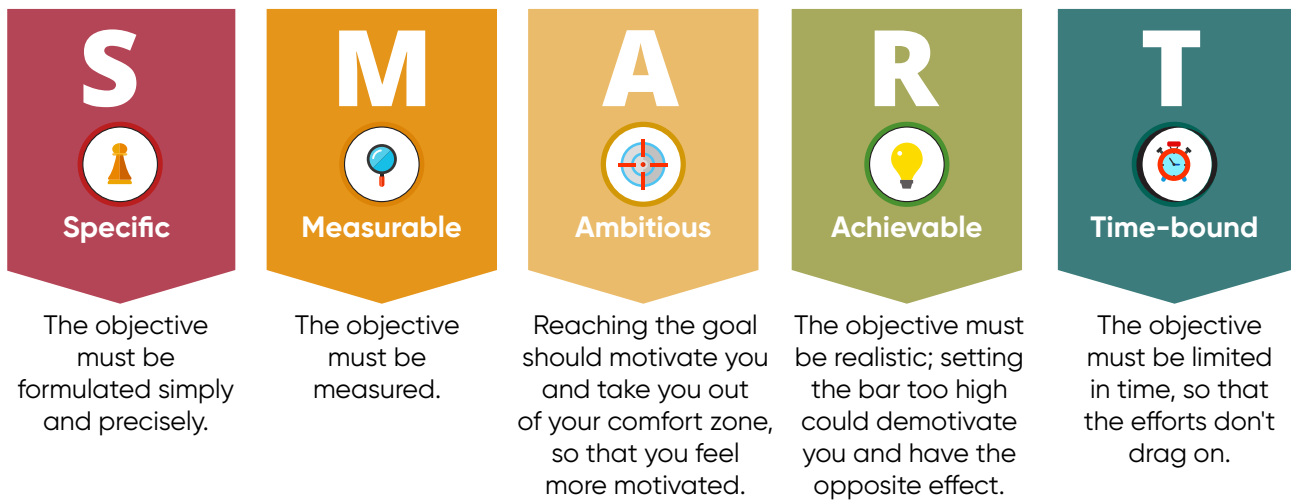 S
Specific
The objective
must be
formulated simply
and precisely.
M
Measurable
The objective
must be
measured.
A
Ambitious
Reaching the goal
should motivate you
and take you out
of your comfort zone,
so that you feel
more motivated.
R
Achievable
The objective must
be realistic; setting
the bar too high
could demotivate
you and have the
opposite effect.
T
Time-bound
The objective
must be limited
in time, so that
the efforts don't
drag on.